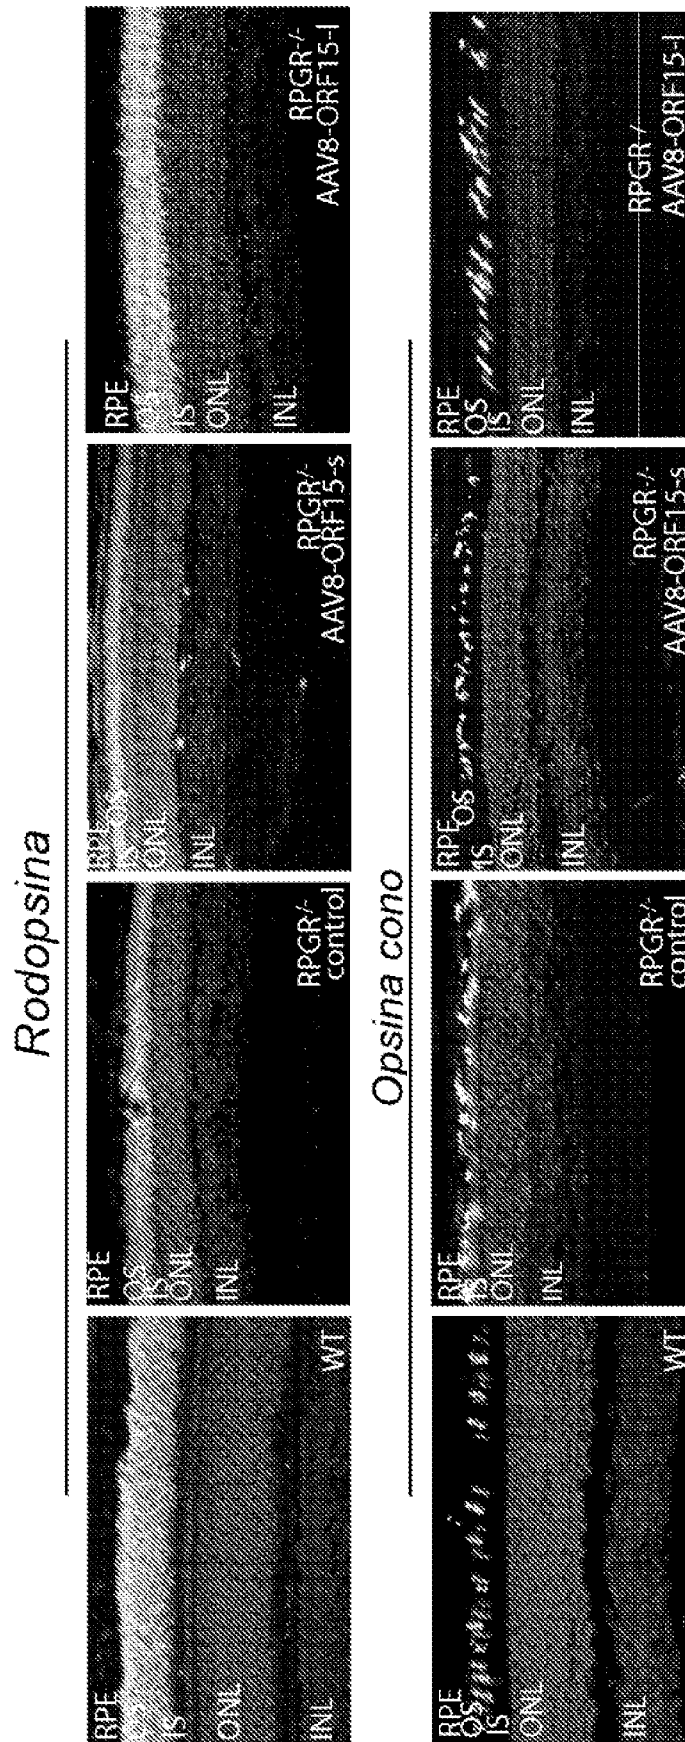 Rodopsina
RPE
OS
IS
ONL
INL
WT
RPE
OS
IS
ONL
INL
RPGR-/-
control
RPE
OS
IS
ONL
INL
RPGR-/-
AAV8-ORF15-s
RPE
OS
IS
ONL
INL
RPGR-/-
AAV8-ORF15-l
Opsina cono
RPE
OS
IS
ONL
INL
WT
RPE
IS
ONL
INL
RPGR-/-
control
RPE
OS
IS
ONL
INL
RPGR-/-
AAV8-ORF15-s
RPE
OS
IS
ONL
INL
RPGR-/-
AAV8-ORF15-l